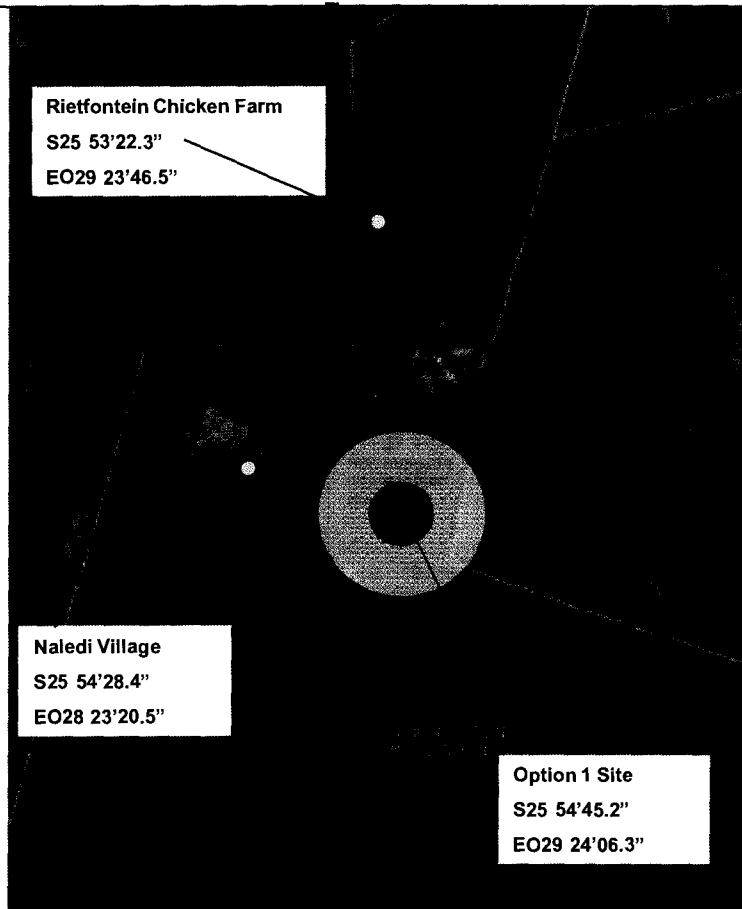 Rietfontein Chicken Farm
S25 53'22.3"
EO29 23'46.5"
Naledi Village
S25 54'28.4"
EO28 23'20.5"
Option 1 Site
S25 54'45.2"
EO29 24'06.3"